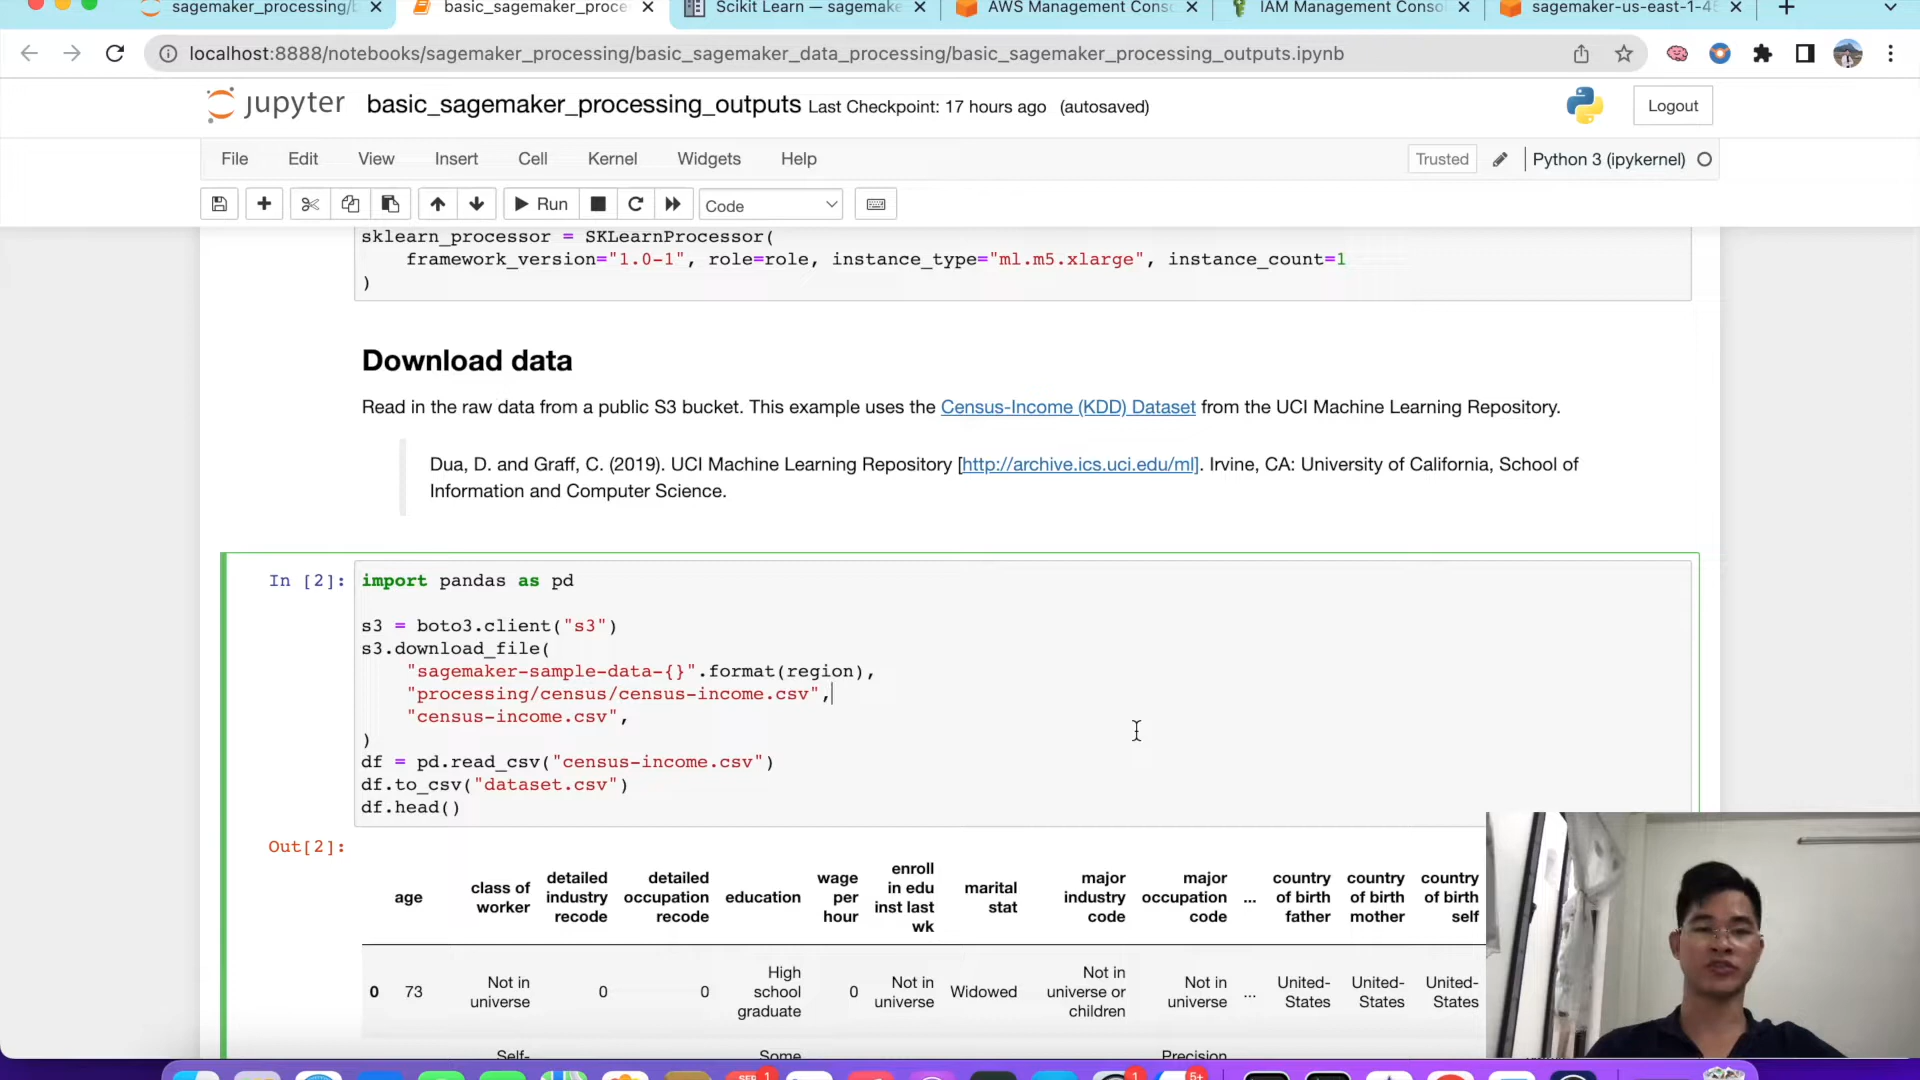 sagemaker_processing/b
basic_sagemaker_proce
Scikit Learn — sagemake
AWS Management Conso
IAM Management Consol
sagemaker-us-east-1-45
localhost:8888/notebooks/sagemaker_processing/basic_sagemaker_data_processing/basic_sagemaker_processing_outputs.ipynb
jupyter basic_sagemaker_processing_outputs Last Checkpoint: 17 hours ago (autosaved)
Logout
File Edit View Insert Cell Kernel Widgets Help
Trusted Python 3 (ipykernel)
Run Code
sklearn_processor = SKLearnProcessor(
framework_version="1.0-1", role=role, instance_type="ml.m5.xlarge", instance_count=1
)
Download data
Read in the raw data from a public S3 bucket. This example uses the Census-Income (KDD) Dataset from the UCI Machine Learning Repository.
Dua, D. and Graff, C. (2019). UCI Machine Learning Repository [http://archive.ics.uci.edu/ml]. Irvine, CA: University of California, School of
Information and Computer Science.
In [2]:
import pandas as pd
s3 = boto3.client("s3")
s3.download_file(
"sagemaker-sample-data-{}".format(region),
"processing/census/census-income.csv",
"census-income.csv",
)
df = pd.read_csv("census-income.csv")
df.to_csv("dataset.csv")
df.head()
Out[2]:
age
class of
worker
detailed
industry
recode
detailed
occupation
recode
education
wage
per
hour
enroll
in edu
inst last
wk
marital
stat
major
industry
code
major
occupation
code
...
country
of birth
father
country
of birth
mother
country
of birth
self
0
73
Not in
universe
0
0
High
school
graduate
0
Not in
universe
Widowed
Not in
universe or
children
Not in
universe
...
United-
States
United-
States
United-
States
Self-
Some
Precision
SEP 1
1
5+